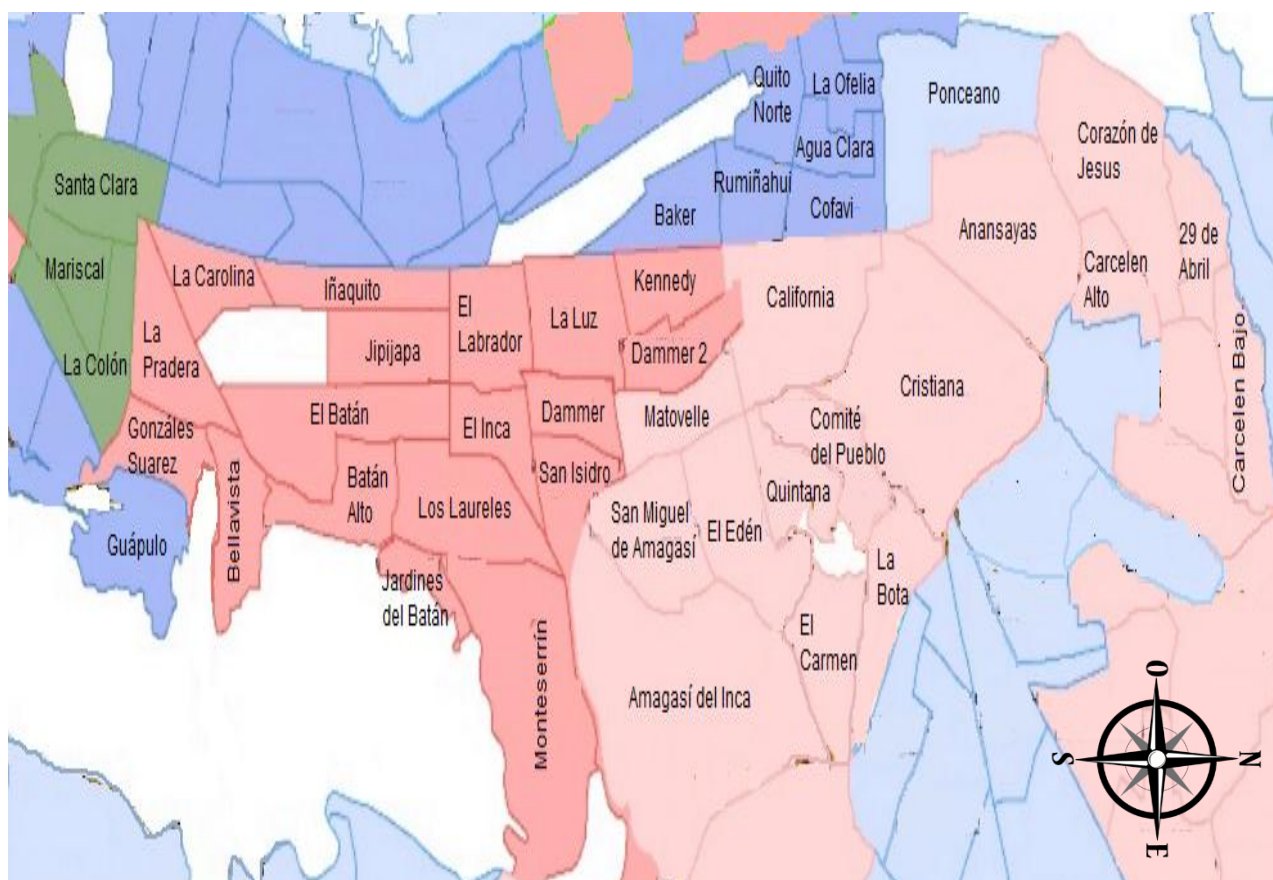 Quito
Norte
La Ofelia
Ponceano
Corazón de
Jesus
Santa Clara
Agua Clara
Rumiñahui
Baker
Cofavi
Anansayas
29 de
Abril
Mariscal
La Carolina
Iñaquito
El
Labrador
La Luz
Kennedy
California
Carcelen
Alto
La
Pradera
Jipijapa
Dammer 2
La Colón
Cristiana
Carcelen Bajo
Gonzáles
Suarez
El Batán
El Inca
Dammer
Matovelle
Comité
del Pueblo
Bellavista
Batán
Alto
Los Laureles
San Isidro
San Miguel
de Amagasí
El Edén
Quintana
Guápulo
Jardines
del Batán
La
Bota
El
Carmen
Monteserrín
Amagasí del Inca
O
S
N
E